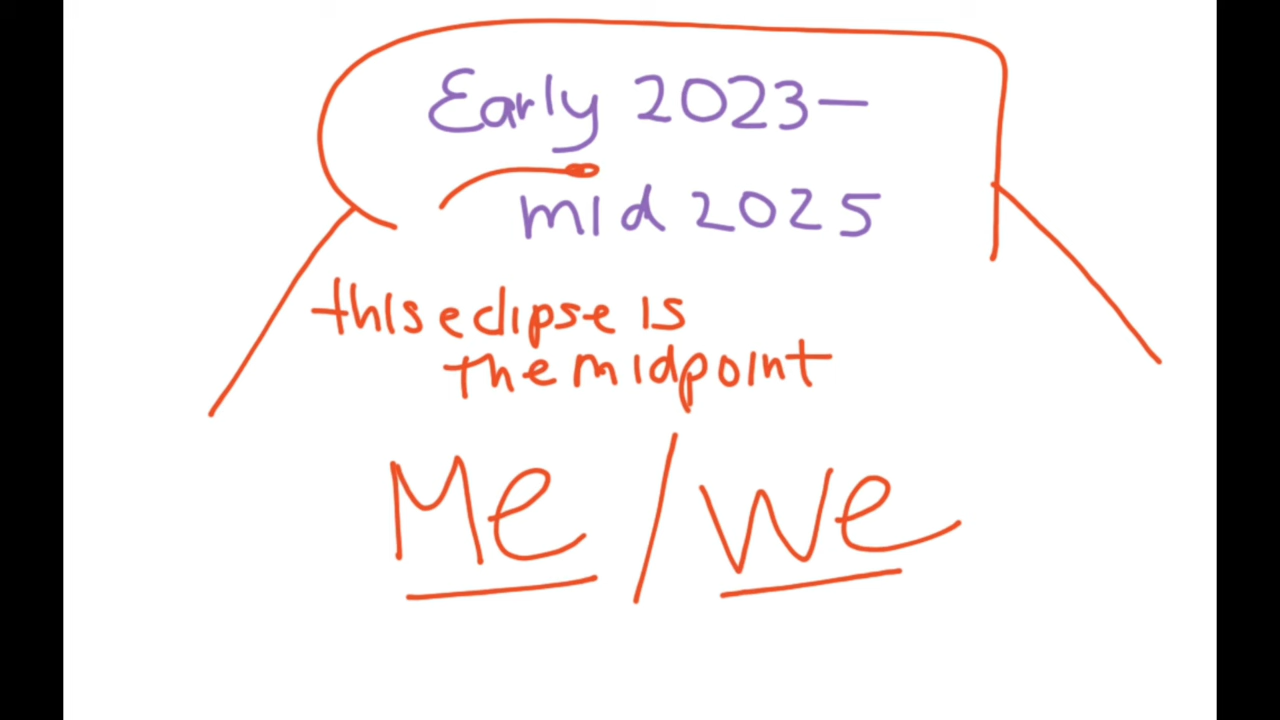 Early 2023-
mid 2025
this eclipse is
the midpoint
Me/We